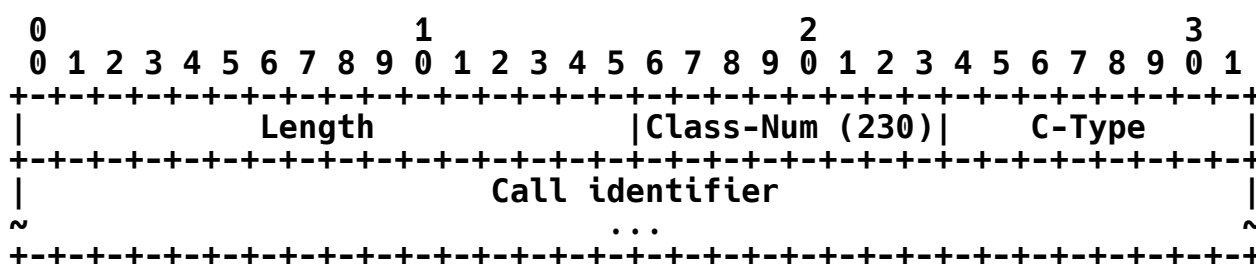 0                   1                   2                   3
 0 1 2 3 4 5 6 7 8 9 0 1 2 3 4 5 6 7 8 9 0 1 2 3 4 5 6 7 8 9 0 1
+-+-+-+-+-+-+-+-+-+-+-+-+-+-+-+-+-+-+-+-+-+-+-+-+-+-+-+-+-+-+-+-+
|            Length             |Class-Num (230)|    C-Type     |
+-+-+-+-+-+-+-+-+-+-+-+-+-+-+-+-+-+-+-+-+-+-+-+-+-+-+-+-+-+-+-+-+
|                        Call identifier                        |
~                              ...                              ~
+-+-+-+-+-+-+-+-+-+-+-+-+-+-+-+-+-+-+-+-+-+-+-+-+-+-+-+-+-+-+-+-+